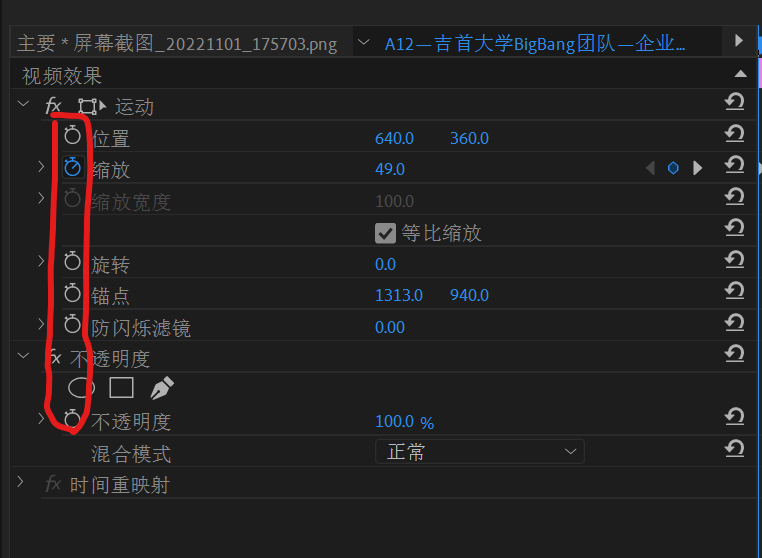 主要 * 屏幕截图_20221101_175703.png A12—吉首大学BigBang团队—企业...
视频效果
fx 运动
位置 640.0 360.0
缩放 49.0
缩放宽度 100.0
等比缩放
旋转 0.0
锚点 1313.0 940.0
防闪烁滤镜 0.00
fx 不透明度
不透明度 100.0 %
混合模式 正常
fx 时间重映射